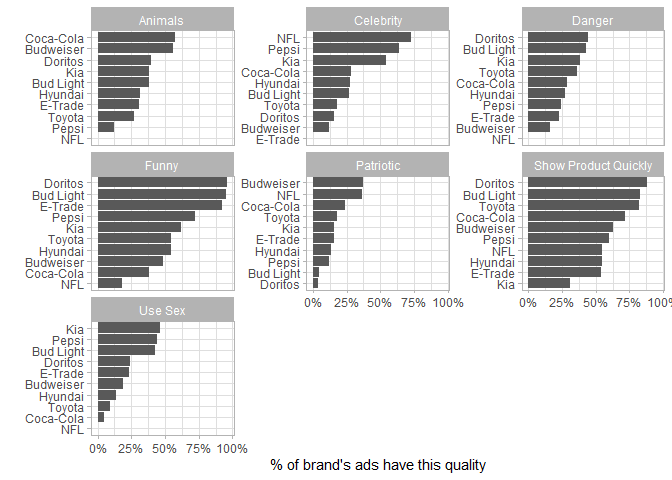 Animals
Coca-Cola
Budweiser
Doritos
Kia
Bud Light
Hyundai
E-Trade
Toyota
Pepsi
NFL
Celebrity
NFL
Pepsi
Kia
Coca-Cola
Hyundai
Bud Light
Toyota
Doritos
Budweiser
E-Trade
Danger
Doritos
Bud Light
Kia
Toyota
Coca-Cola
Hyundai
Pepsi
E-Trade
Budweiser
NFL
Funny
Doritos
Bud Light
E-Trade
Pepsi
Kia
Toyota
Hyundai
Budweiser
Coca-Cola
NFL
Patriotic
Budweiser
NFL
Coca-Cola
Toyota
Kia
E-Trade
Hyundai
Pepsi
Bud Light
Doritos
0% 25% 50% 75% 100%
Show Product Quickly
Doritos
Bud Light
Toyota
Coca-Cola
Budweiser
Pepsi
NFL
Hyundai
E-Trade
Kia
0% 25% 50% 75% 100%
Use Sex
Kia
Pepsi
Bud Light
Doritos
E-Trade
Budweiser
Hyundai
Toyota
Coca-Cola
NFL
0% 25% 50% 75% 100%
% of brand's ads have this quality